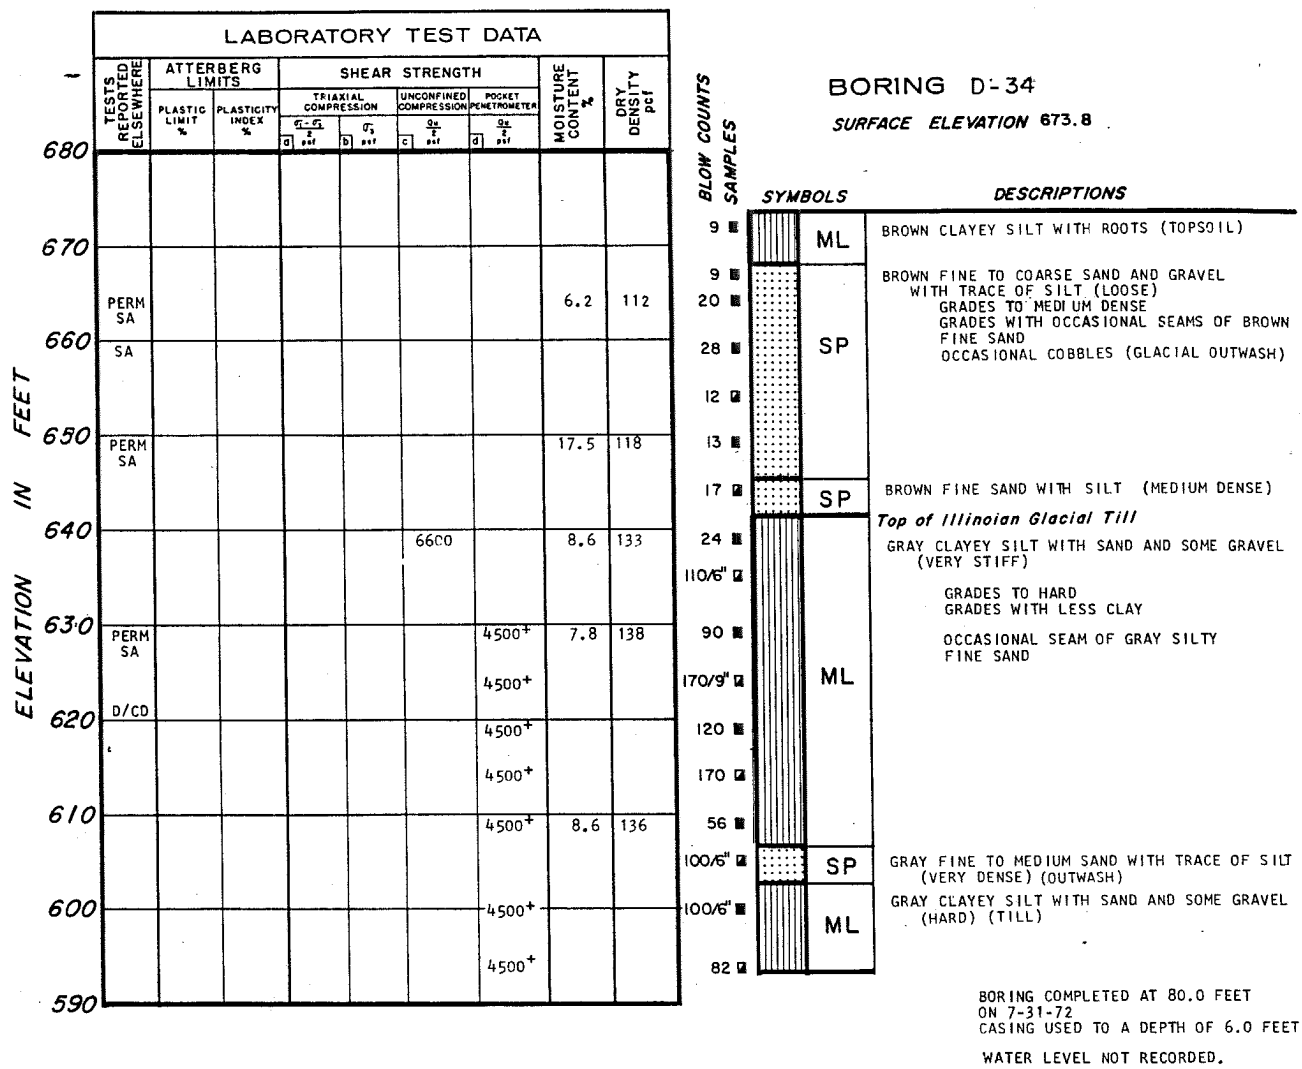 LABORATORY TEST DATA
TESTS REPORTED ELSEWHERE
ATTERBERG LIMITS
SHEAR STRENGTH
MOISTURE CONTENT %
DRY DENSITY pcf
PLASTIC LIMIT %
PLASTICITY INDEX %
TRIAXIAL COMPRESSION
UNCONFINED COMPRESSION
POCKET PENETROMETER
a psf
b psf
c Qu/2 psf
d Qu/2 psf
BORING D-34
SURFACE ELEVATION 673.8
BLOW COUNTS
SAMPLES
SYMBOLS
DESCRIPTIONS
ELEVATION IN FEET
680
670
660
650
640
630
620
610
600
590
PERM 6.2 112
SA
SA
PERM 17.5 118
SA
6600 8.6 133
PERM 4500+ 7.8 138
SA
4500+
D/CD
4500+
4500+
4500+ 8.6 136
4500+
4500+
9
9
20
28
12
13
17
24
110/6"
90
170/9"
120
170
56
100/6"
100/6"
82
ML
BROWN CLAYEY SILT WITH ROOTS (TOPSOIL)
SP
BROWN FINE TO COARSE SAND AND GRAVEL
WITH TRACE OF SILT (LOOSE)
GRADES TO MEDIUM DENSE
GRADES WITH OCCASIONAL SEAMS OF BROWN
FINE SAND
OCCASIONAL COBBLES (GLACIAL OUTWASH)
SP
BROWN FINE SAND WITH SILT (MEDIUM DENSE)
Top of Illinoian Glacial Till
ML
GRAY CLAYEY SILT WITH SAND AND SOME GRAVEL
(VERY STIFF)
GRADES TO HARD
GRADES WITH LESS CLAY
OCCASIONAL SEAM OF GRAY SILTY
FINE SAND
SP
GRAY FINE TO MEDIUM SAND WITH TRACE OF SILT
(VERY DENSE) (OUTWASH)
ML
GRAY CLAYEY SILT WITH SAND AND SOME GRAVEL
(HARD) (TILL)
BORING COMPLETED AT 80.0 FEET
ON 7-31-72
CASING USED TO A DEPTH OF 6.0 FEET
WATER LEVEL NOT RECORDED.